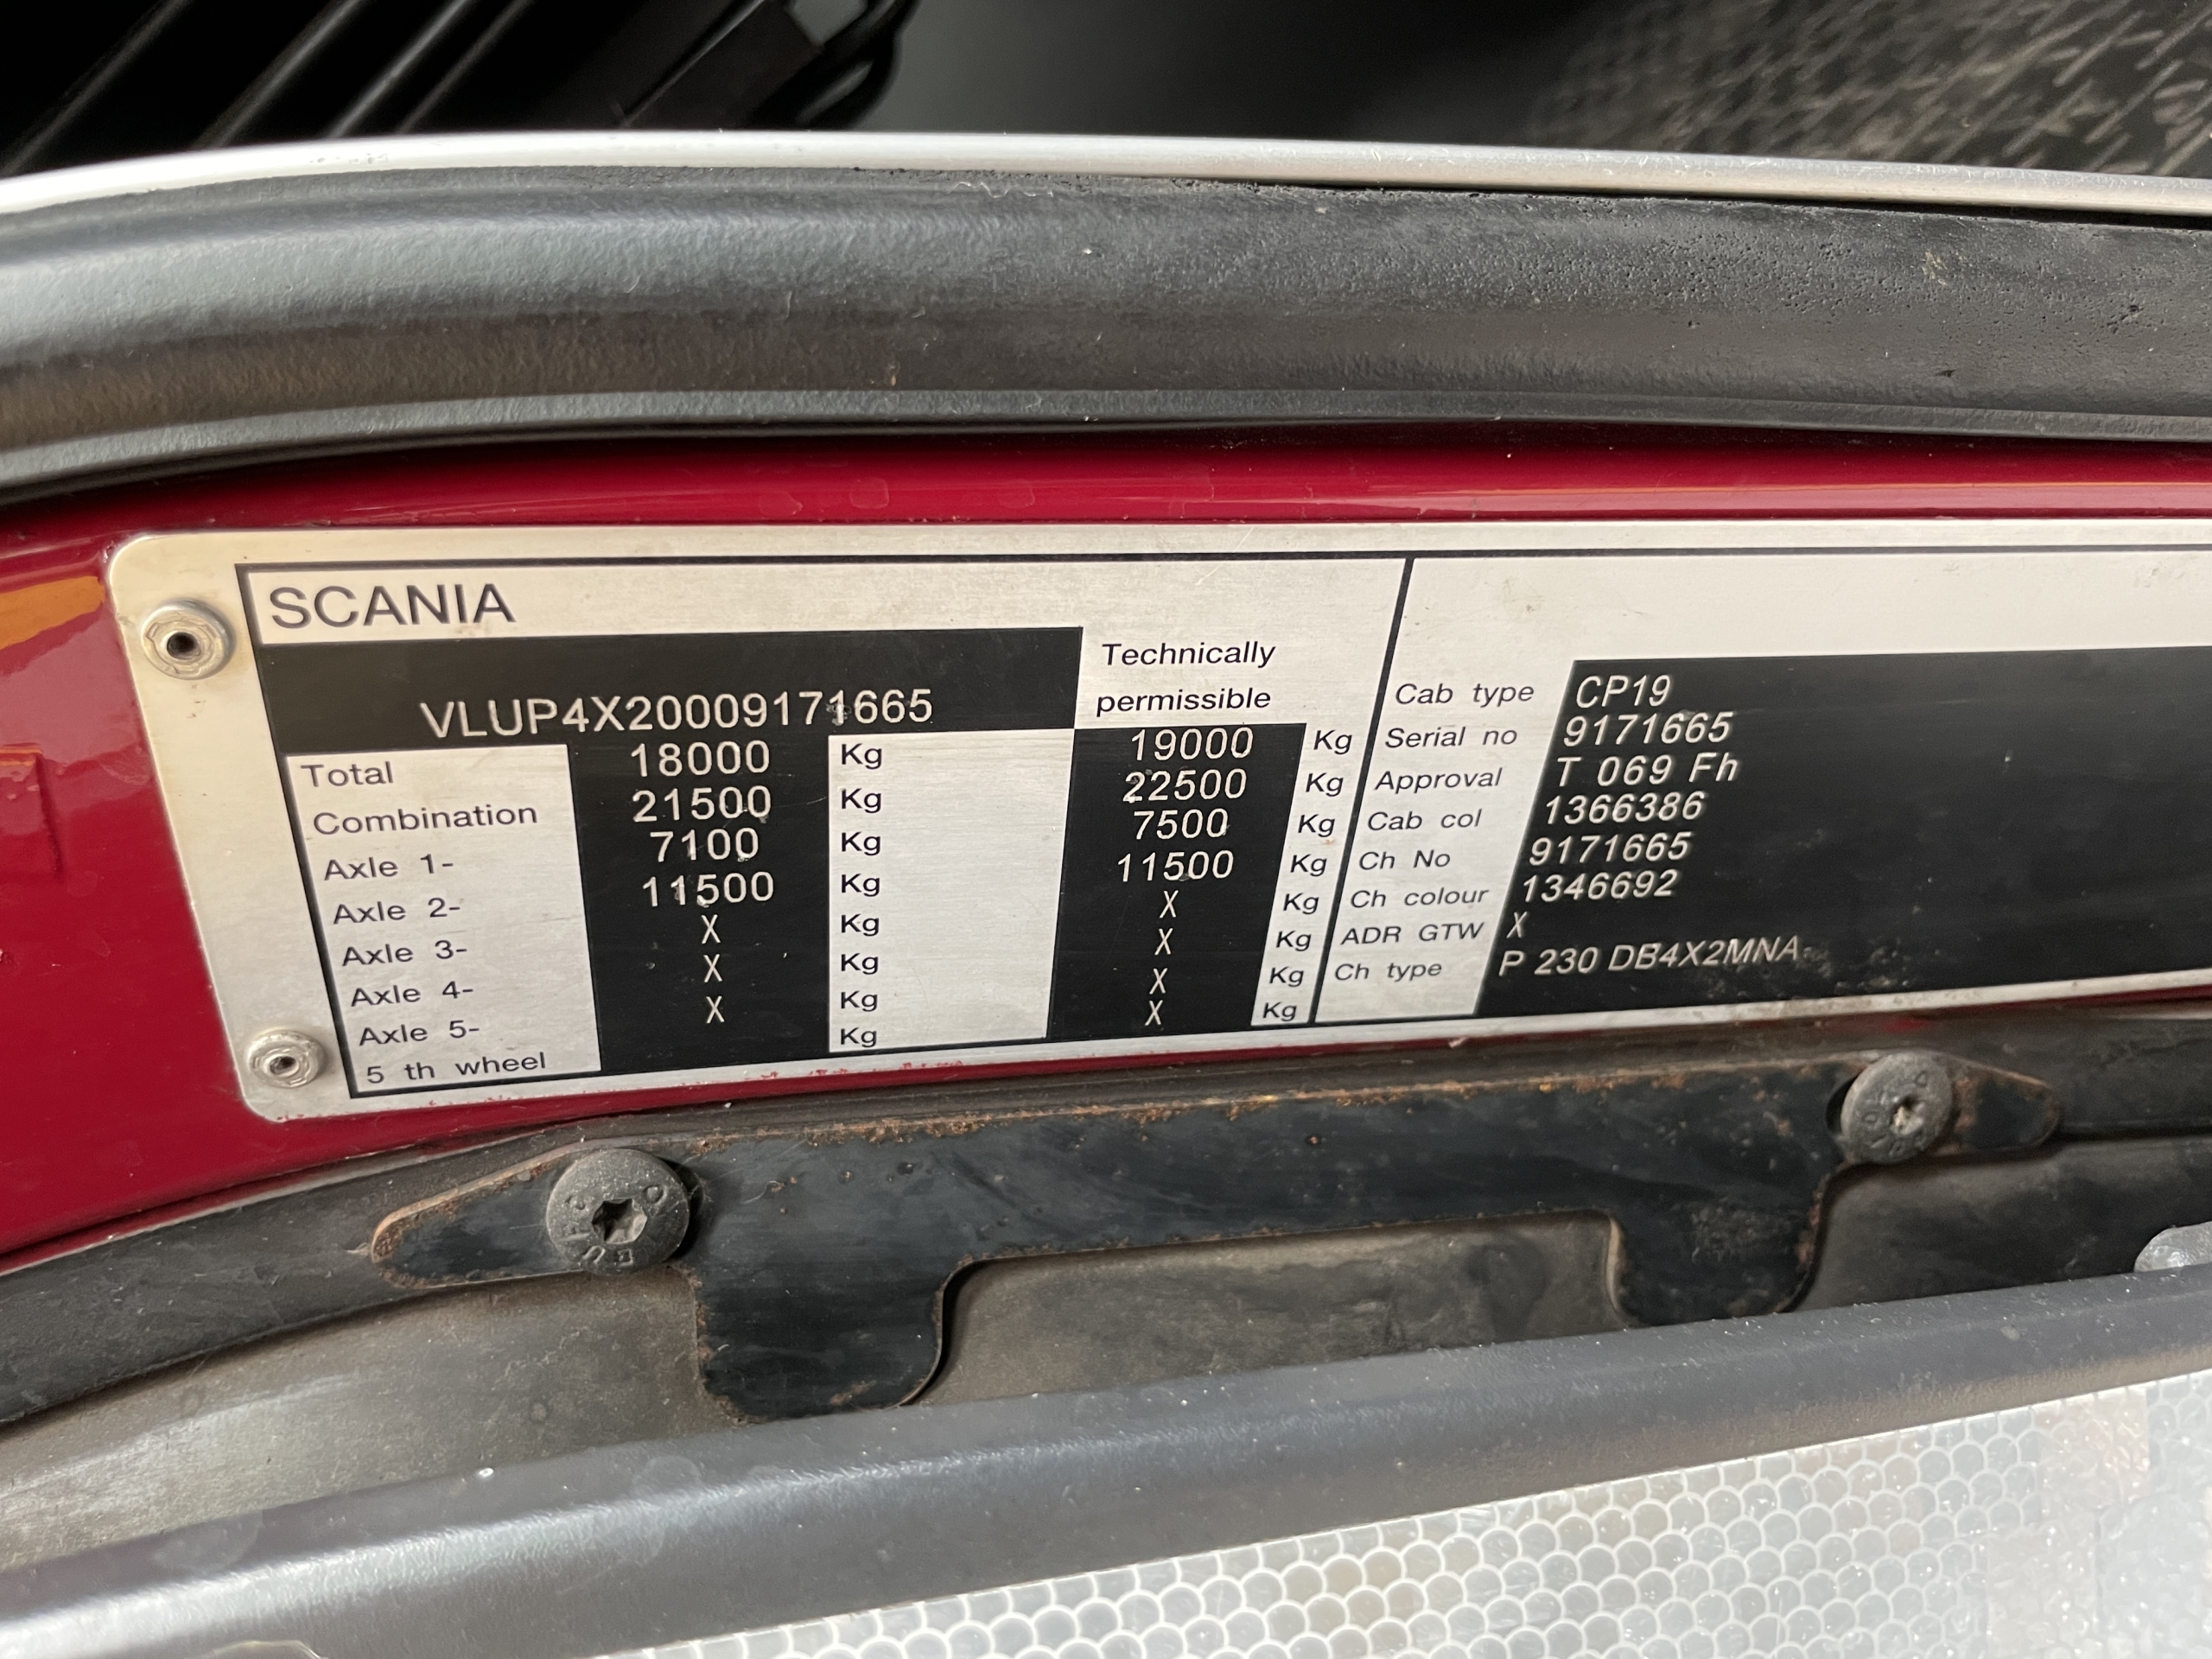 SCANIA
VLUP4X20009171665
Technically
permissible
Total 18000 Kg 19000 Kg
Combination 21500 Kg 22500 Kg
Axle 1- 7100 Kg 7500 Kg
Axle 2- 11500 Kg 11500 Kg
Axle 3- X Kg X Kg
Axle 4- X Kg X Kg
Axle 5- X Kg X Kg
5 th wheel Kg X Kg
Cab type CP19
Serial no 9171665
Approval T 069 Fh
Cab col 1366386
Ch No 9171665
Ch colour 1346692
ADR GTW X
Ch type P 230 DB4X2MNA